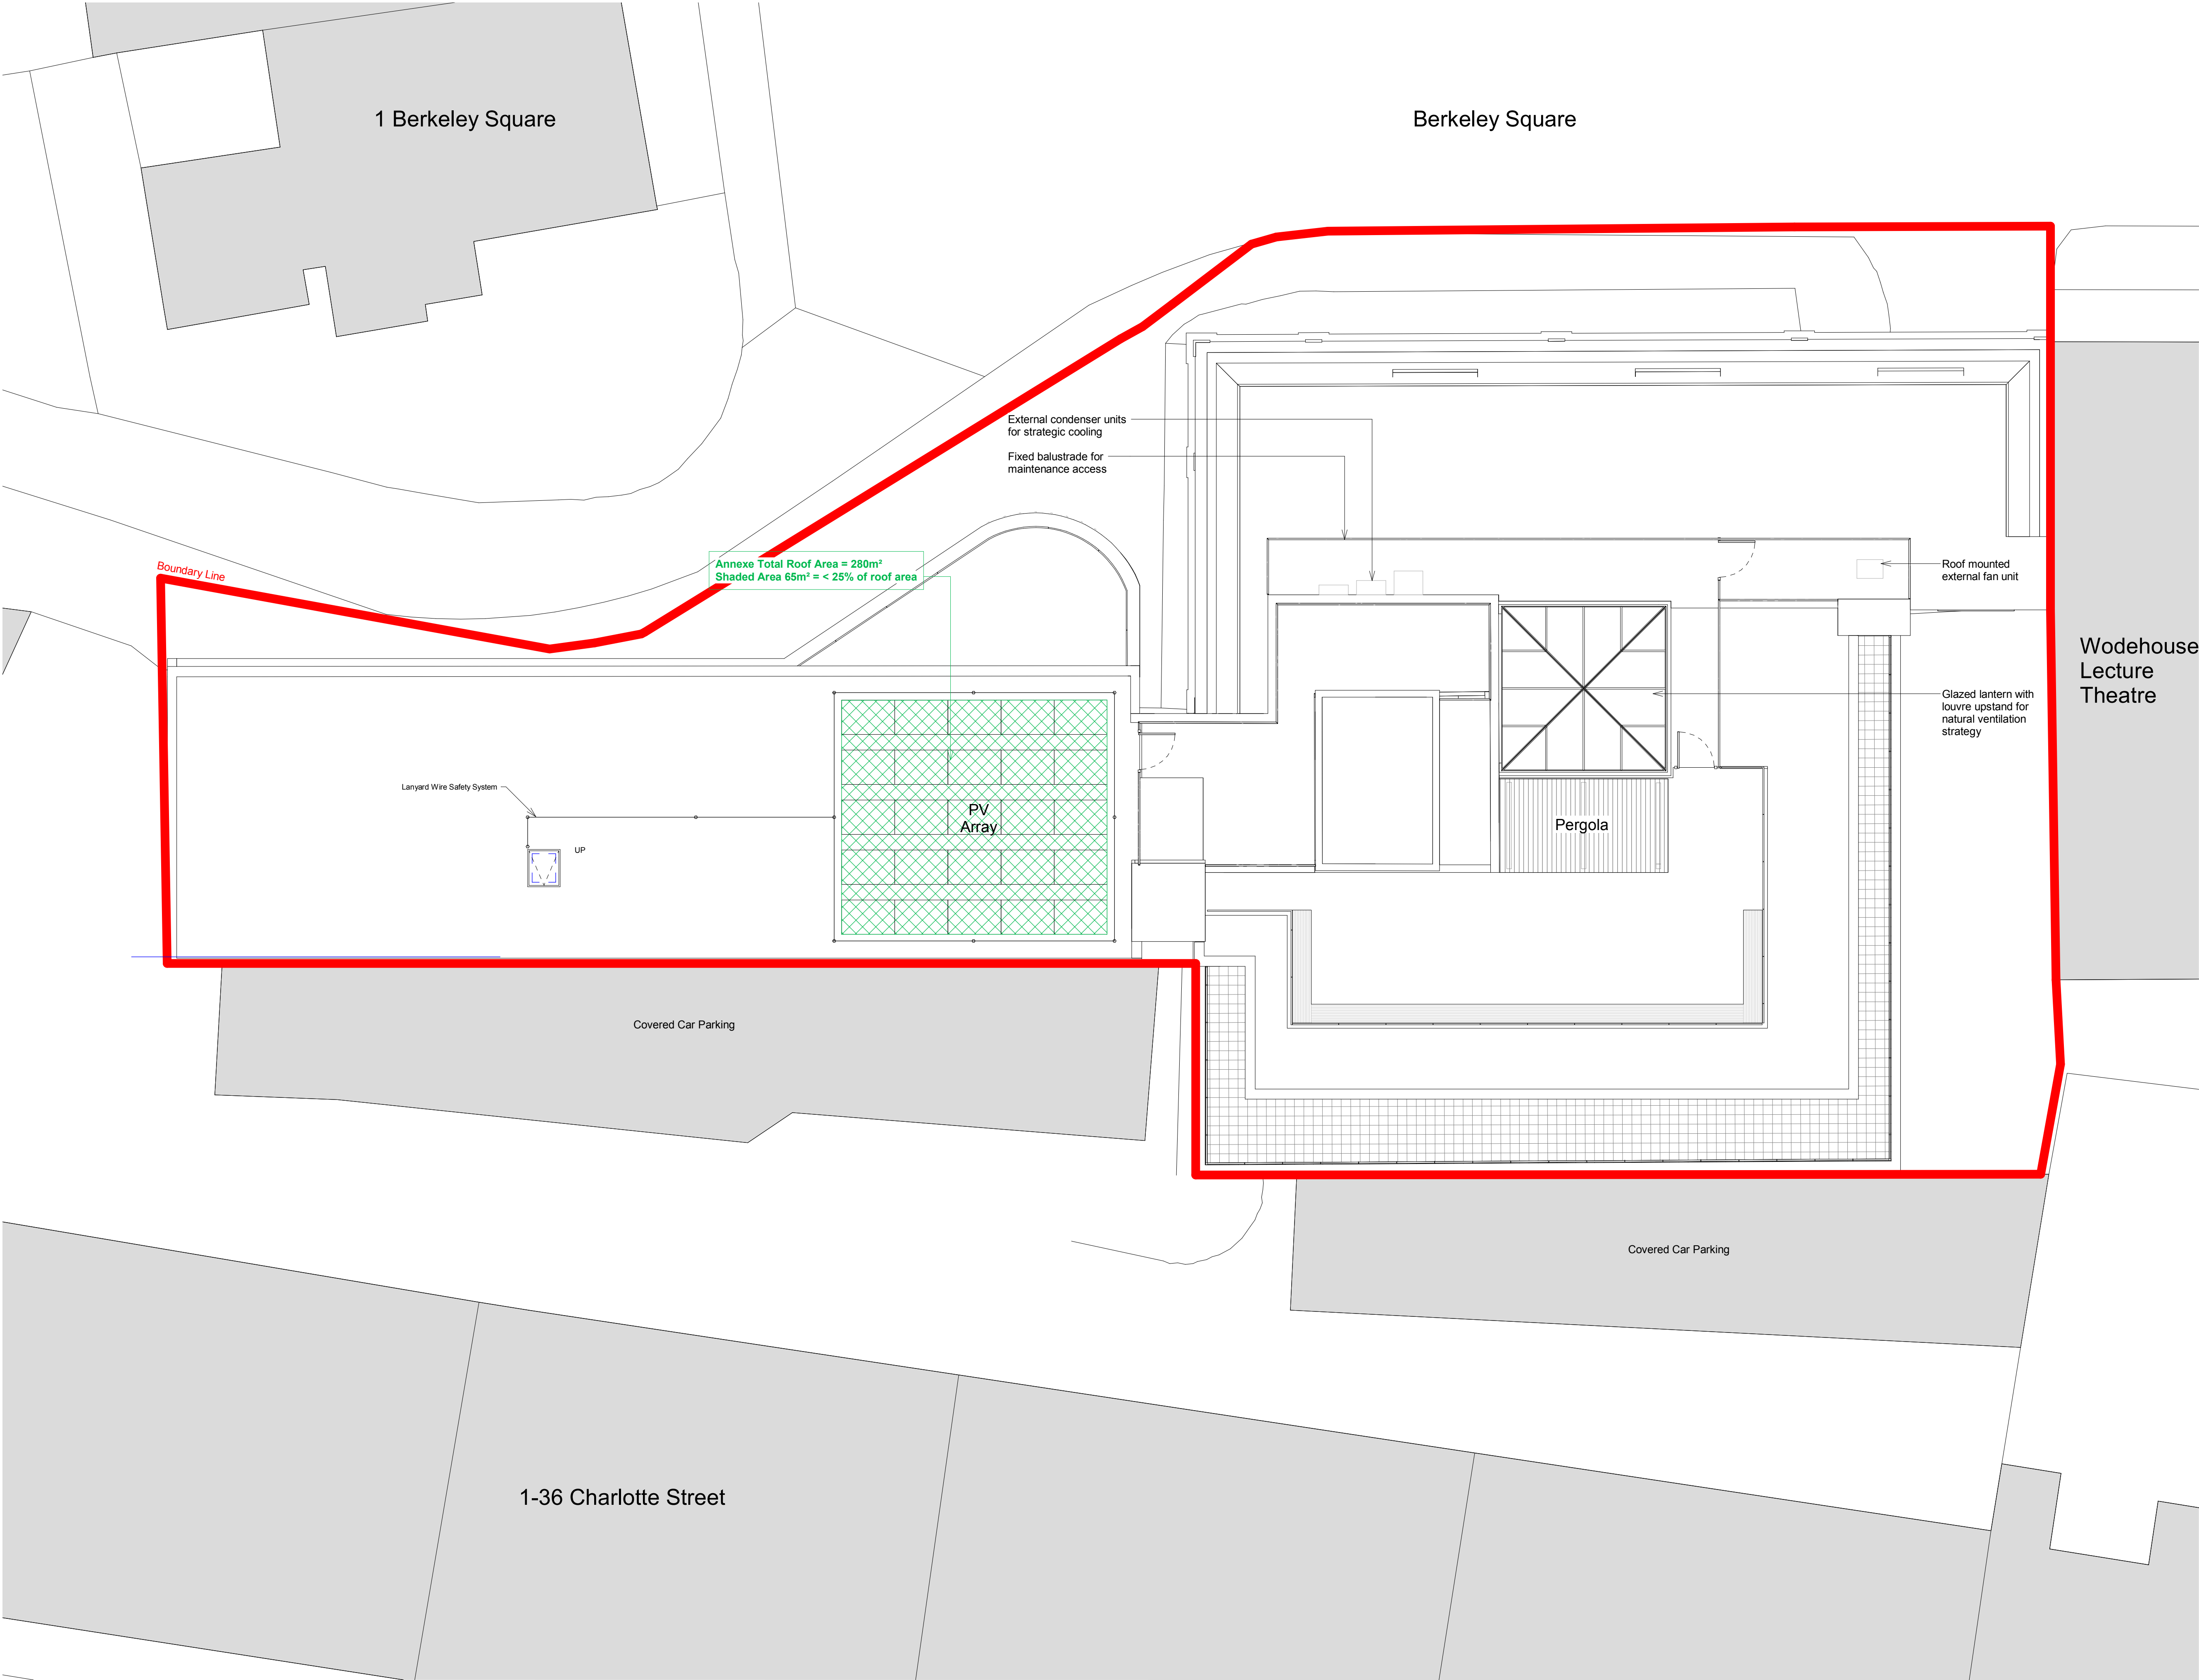 1 Berkeley Square
Berkeley Square
External condenser units
for strategic cooling
Fixed balustrade for
maintenance access
Boundary Line
Annexe Total Roof Area = 280m²
Shaded Area 65m² = < 25% of roof area
Roof mounted
external fan unit
Wodehouse
Lecture
Theatre
Glazed lantern with
louvre upstand for
natural ventilation
strategy
Lanyard Wire Safety System
UP
PV
Array
Pergola
Covered Car Parking
Covered Car Parking
1-36 Charlotte Street